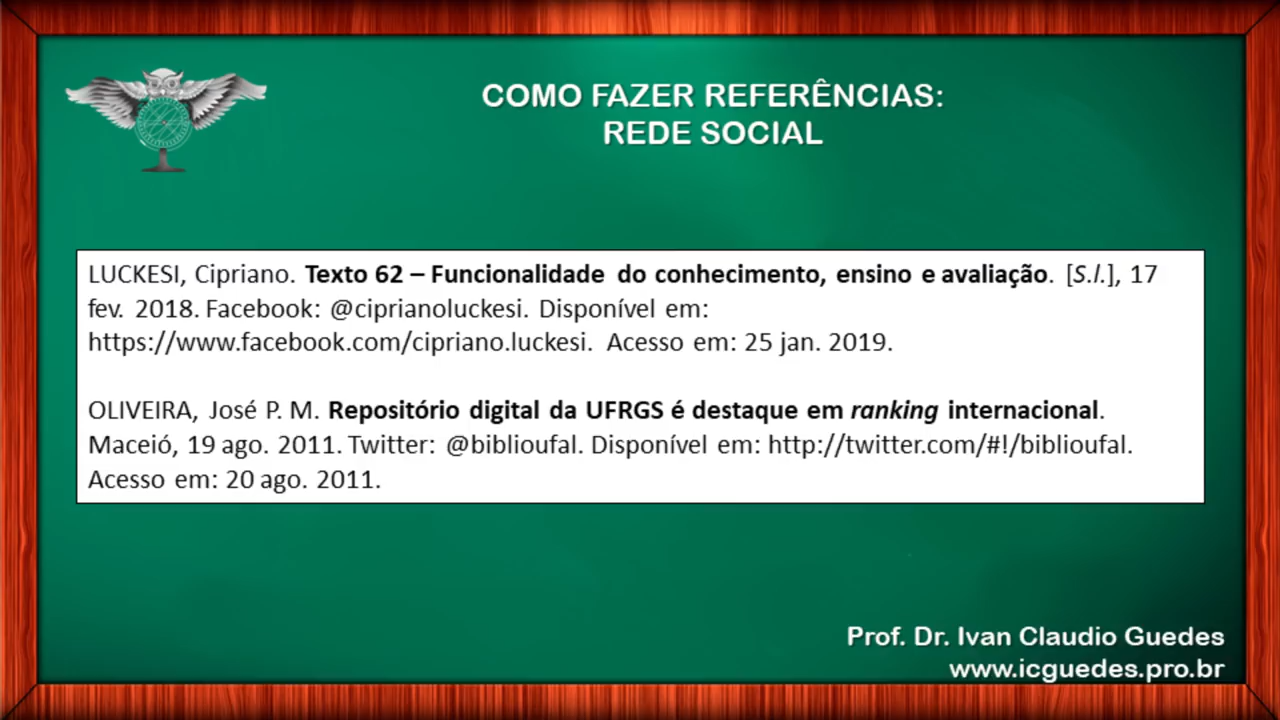 COMO FAZER REFERÊNCIAS:
REDE SOCIAL
LUCKESI, Cipriano. Texto 62 – Funcionalidade do conhecimento, ensino e avaliação. [S.l.], 17
fev. 2018. Facebook: @ciprianoluckesi. Disponível em:
https://www.facebook.com/cipriano.luckesi. Acesso em: 25 jan. 2019.
OLIVEIRA, José P. M. Repositório digital da UFRGS é destaque em ranking internacional.
Maceió, 19 ago. 2011. Twitter: @biblioufal. Disponível em: http://twitter.com/#!/biblioufal.
Acesso em: 20 ago. 2011.
Prof. Dr. Ivan Claudio Guedes
www.icguedes.pro.br